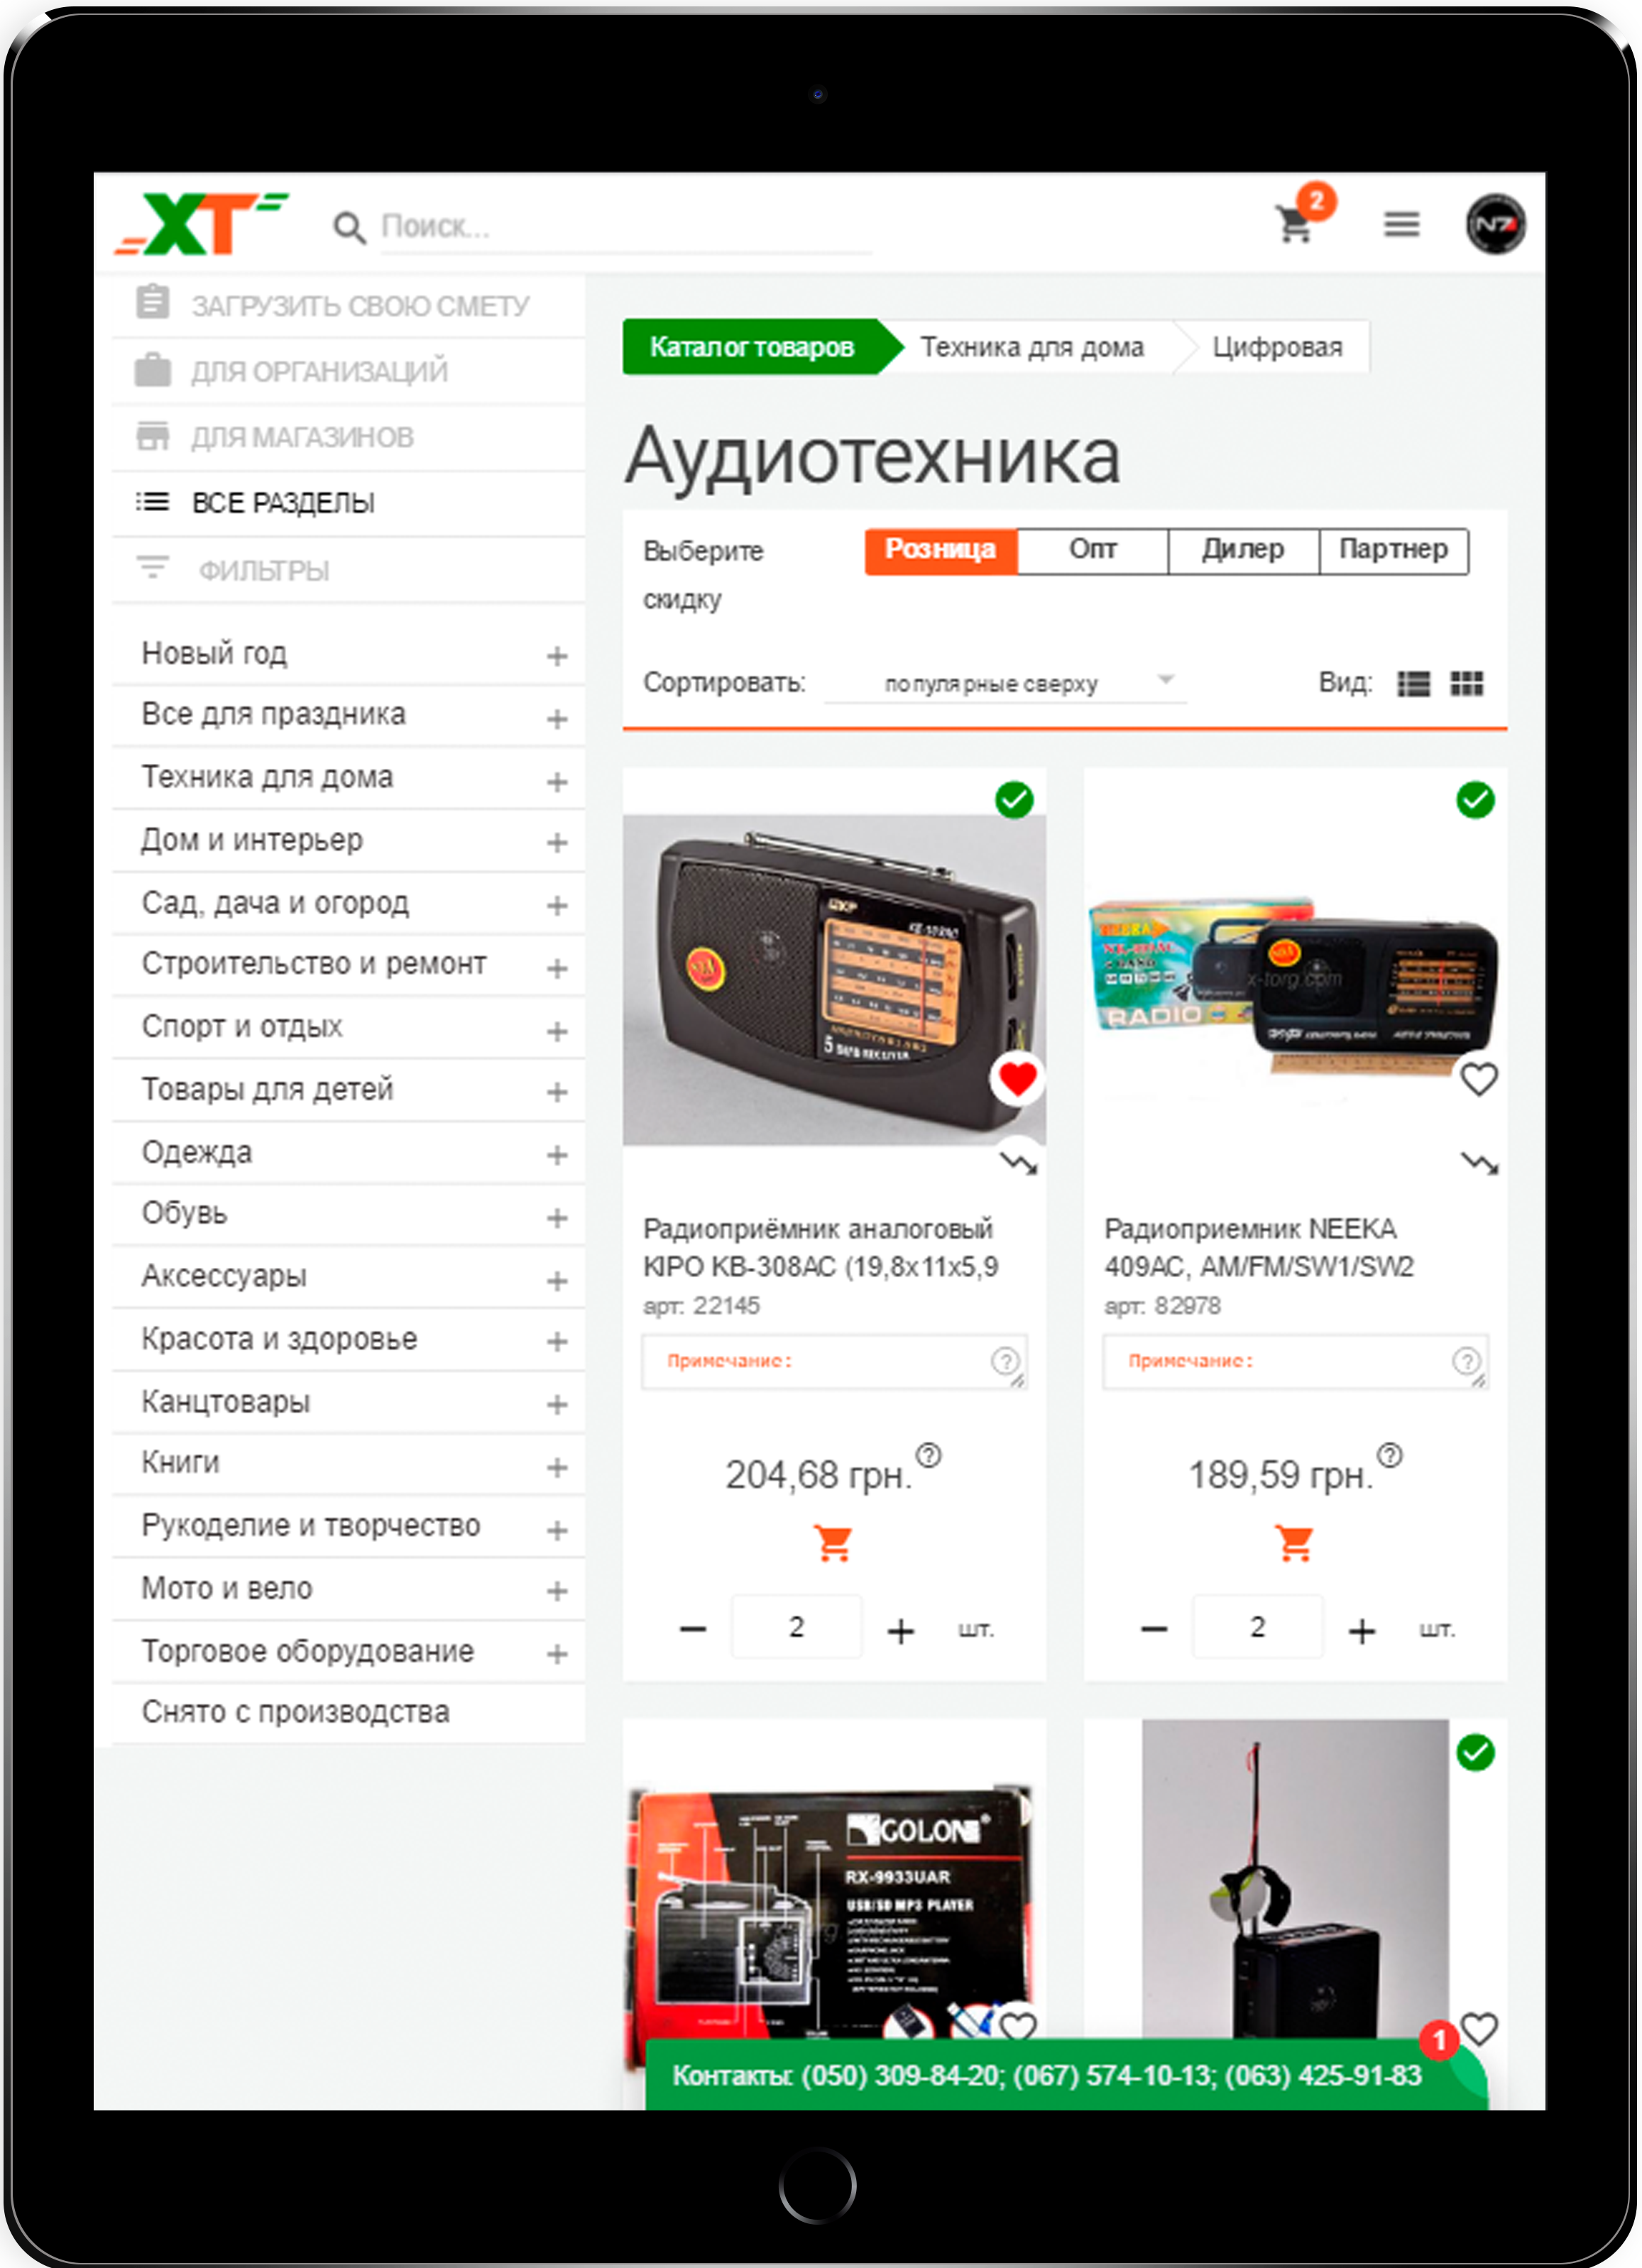 XT
Поиск...
2
N7
ЗАГРУЗИТЬ СВОЮ СМЕТУ
ДЛЯ ОРГАНИЗАЦИЙ
ДЛЯ МАГАЗИНОВ
ВСЕ РАЗДЕЛЫ
ФИЛЬТРЫ
Новый год
Все для праздника
Техника для дома
Дом и интерьер
Сад, дача и огород
Строительство и ремонт
Спорт и отдых
Товары для детей
Одежда
Обувь
Аксессуары
Красота и здоровье
Канцтовары
Книги
Рукоделие и творчество
Мото и вело
Торговое оборудование
Снято с производства
Каталог товаров
Техника для дома
Цифровая
Аудиотехника
Выберите
скидку
Розница
Опт
Дилер
Партнер
Сортировать:
популярные сверху
Вид:
5 BAND RECEIVER
Радиоприёмник аналоговый
KIPO KB-308AC (19,8x11x5,9
арт: 22145
Примечание:
204,68 грн.
2
шт.
RADIO
x-torg.com
Радиоприемник NEEKA
409AC, AM/FM/SW1/SW2
арт: 82978
Примечание:
189,59 грн.
2
шт.
GOLON
RX-9933UAR
USB/SD MP3 PLAYER
1
Контакты: (050) 309-84-20; (067) 574-10-13; (063) 425-91-83